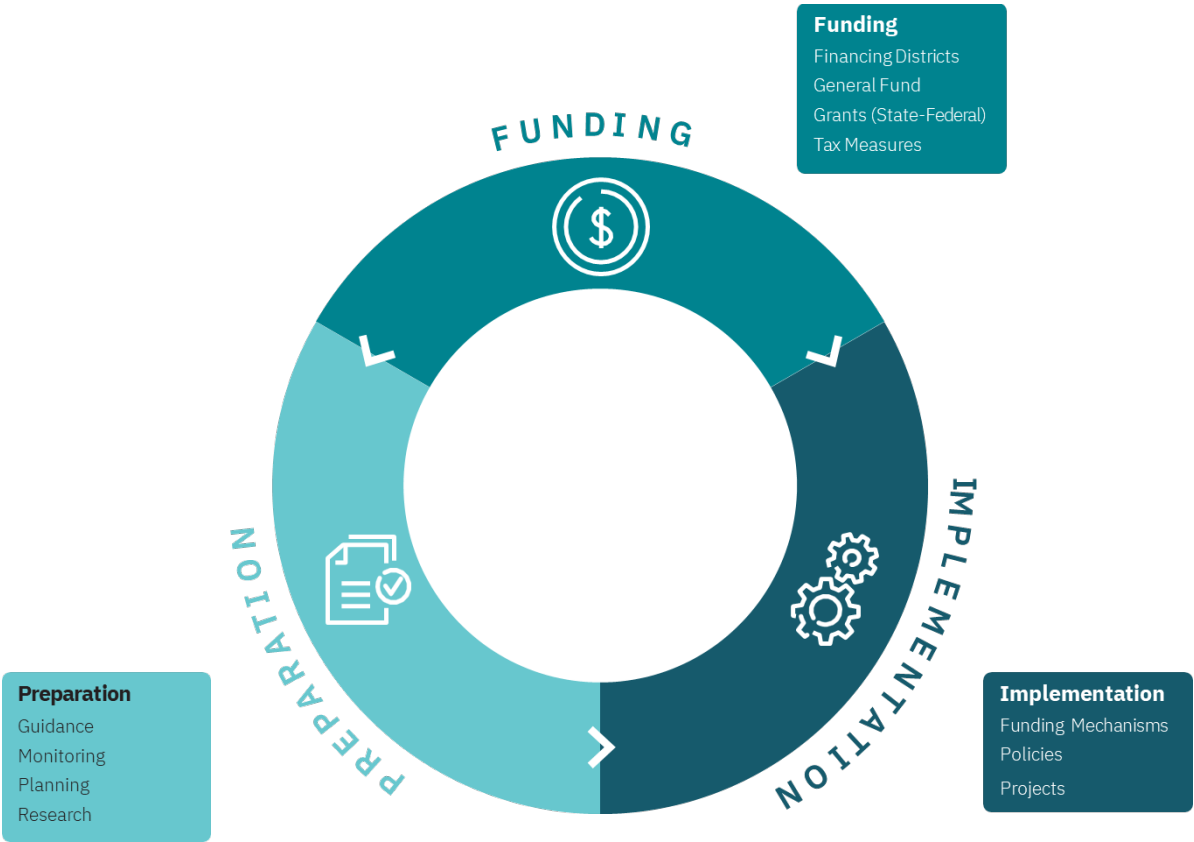 Funding
Financing Districts
General Fund
Grants (State-Federal)
Tax Measures
FUNDING
$
IMPLEMENTATION
PREPARATION
Preparation
Guidance
Monitoring
Planning
Research
Implementation
Funding Mechanisms
Policies
Projects